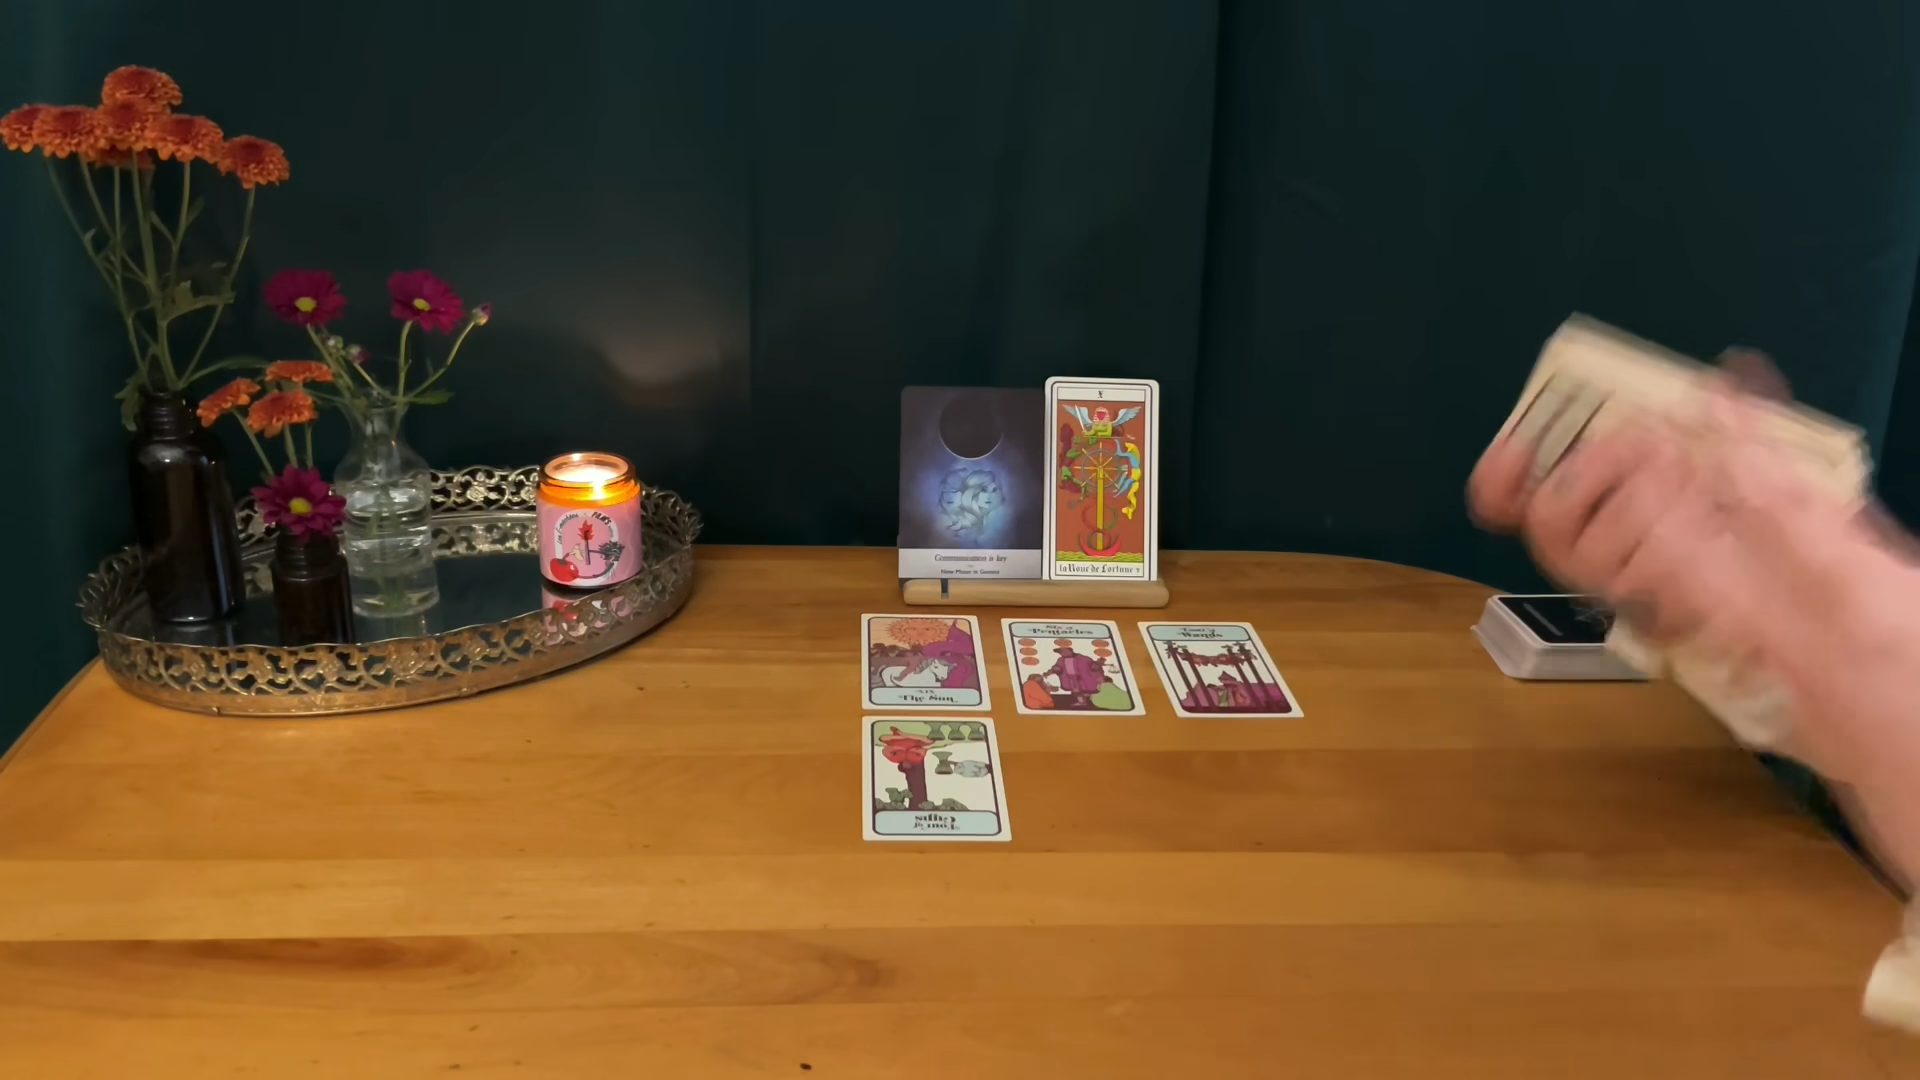 X
Communication is key
New Moon in Gemini
la Roue de Fortune
XIX
The Sun
Six of
Pentacles
Four of
Wands
Four of
Cups